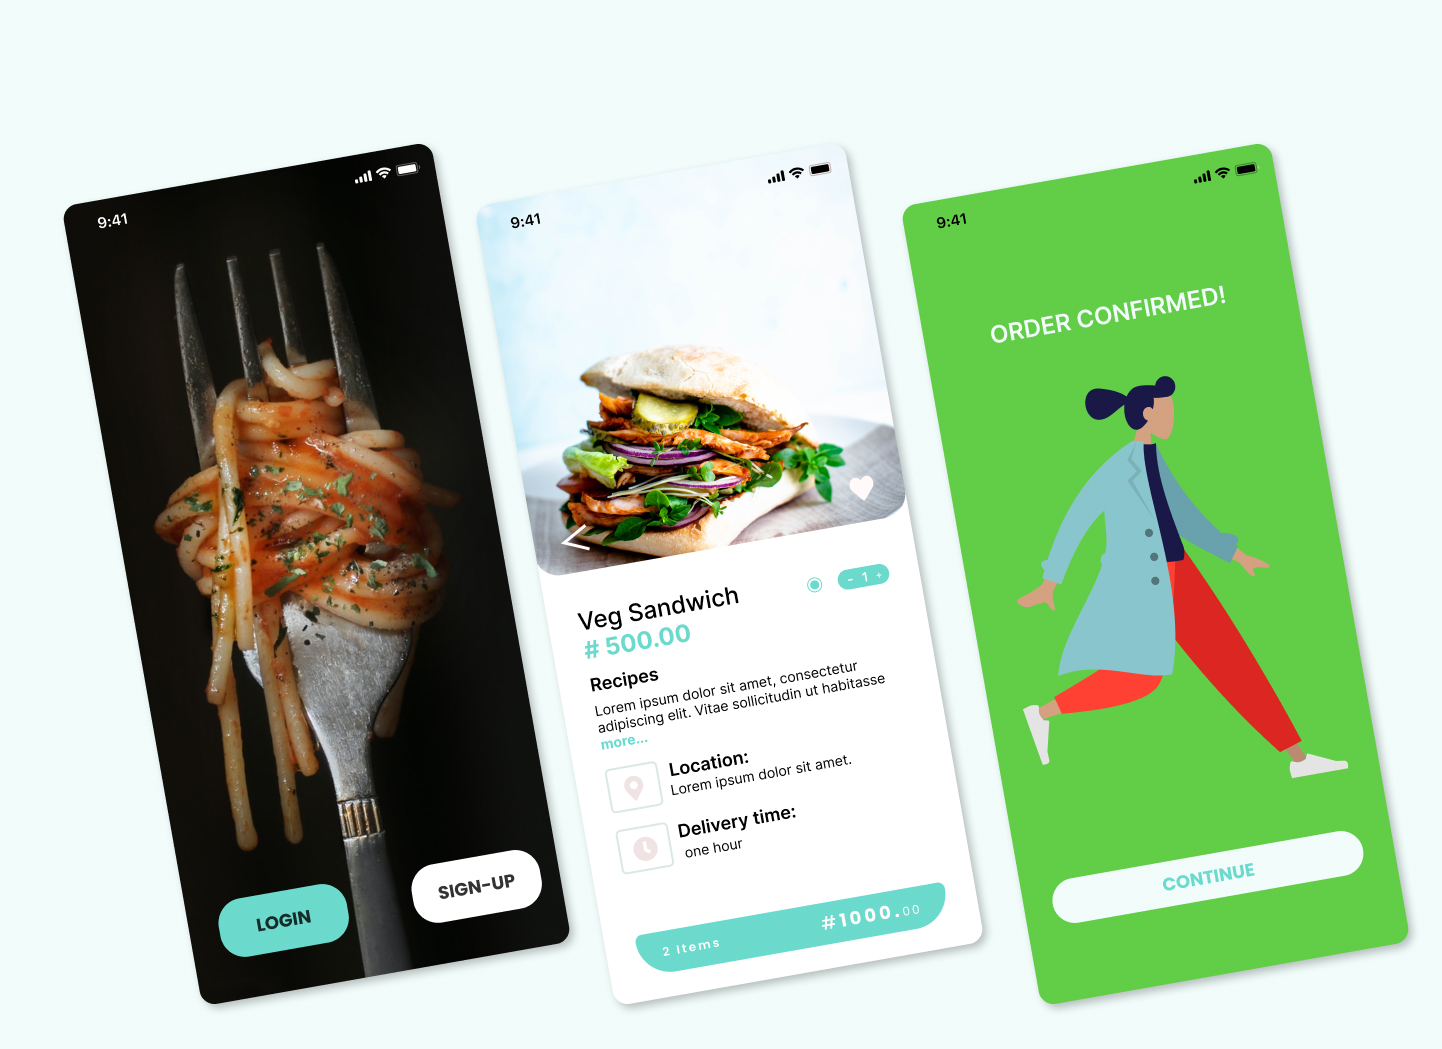 9:41
LOGIN
SIGN-UP
9:41
Veg Sandwich
- 1 +
# 500.00
Recipes
Lorem ipsum dolor sit amet, consectetur
adipiscing elit. Vitae sollicitudin ut habitasse
more...
Location:
Lorem ipsum dolor sit amet.
Delivery time:
one hour
2 Items
#1000.00
9:41
ORDER CONFIRMED!
CONTINUE